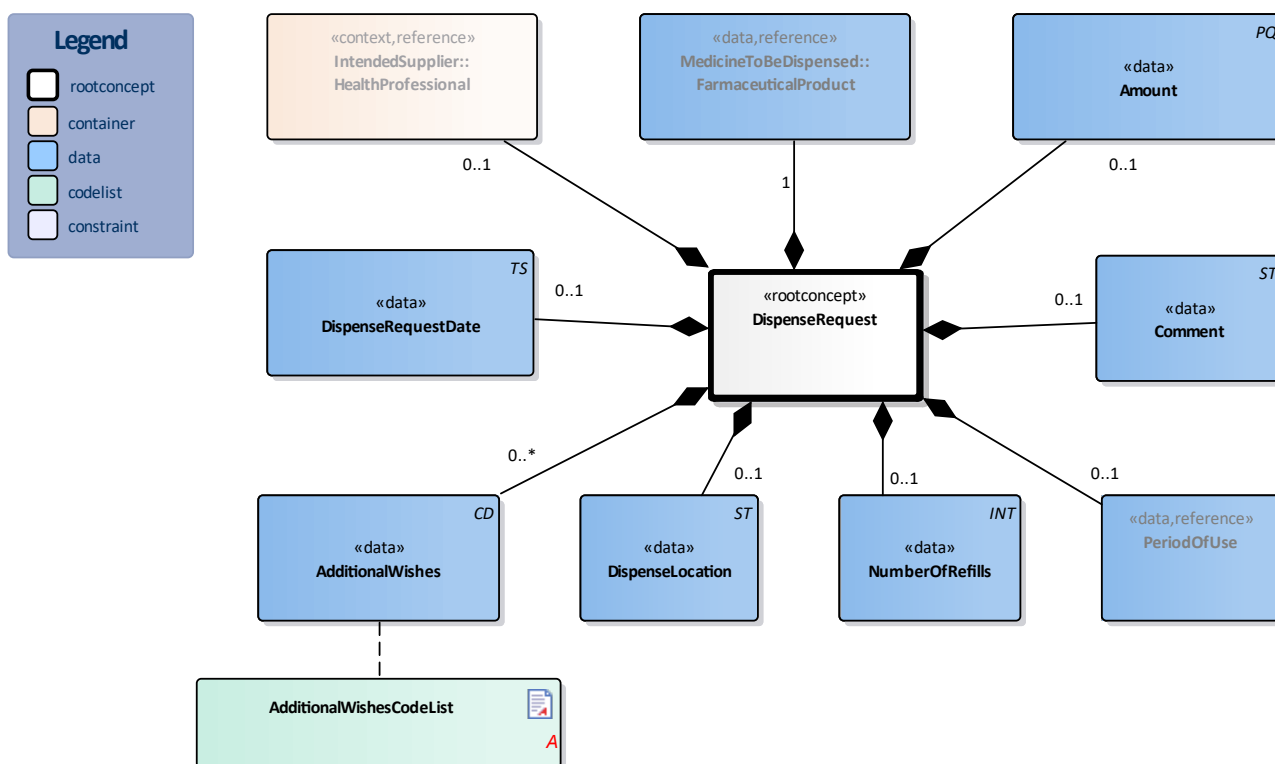 Legend
rootconcept
container
data
codelist
constraint
«context,reference»
IntendedSupplier::
HealthProfessional
0..1
«data,reference»
MedicineToBeDispensed::
FarmaceuticalProduct
1
PQ
«data»
Amount
0..1
TS
«data»
DispenseRequestDate
0..1
«rootconcept»
DispenseRequest
ST
«data»
Comment
0..1
0..*
CD
«data»
AdditionalWishes
0..1
ST
«data»
DispenseLocation
0..1
INT
«data»
NumberOfRefills
0..1
«data,reference»
PeriodOfUse
AdditionalWishesCodeList
A